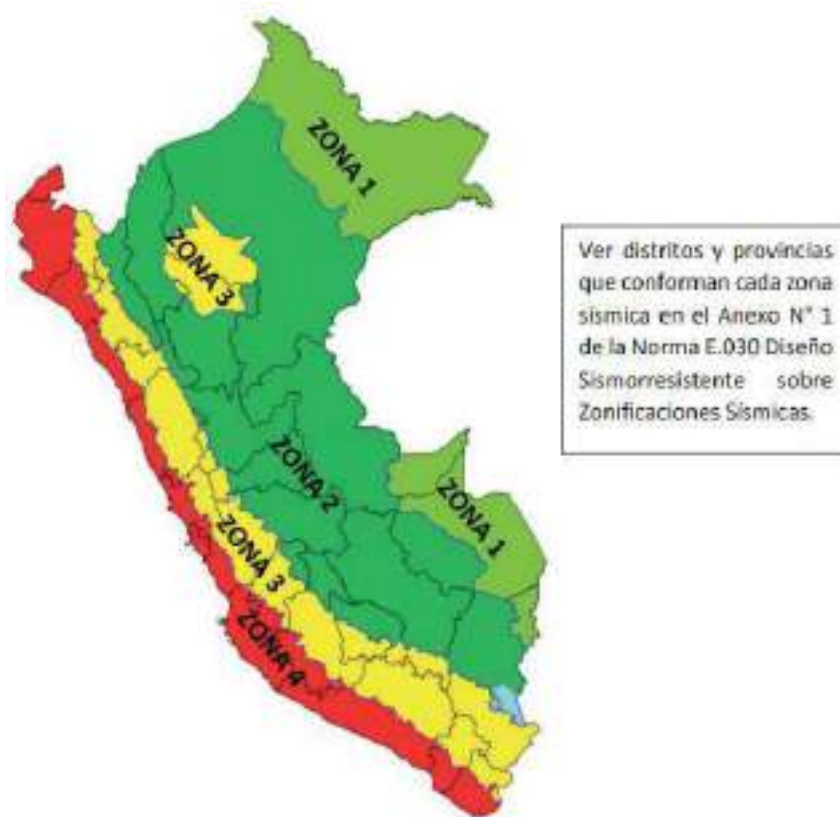 ZONA 1
ZONA 3
ZONA 2
ZONA 1
ZONA 3
ZONA 4
Ver distritos y provincias
que conforman cada zona
sísmica en el Anexo N° 1
de la Norma E.030 Diseño
Sismorresistente sobre
Zonificaciones Sísmicas.